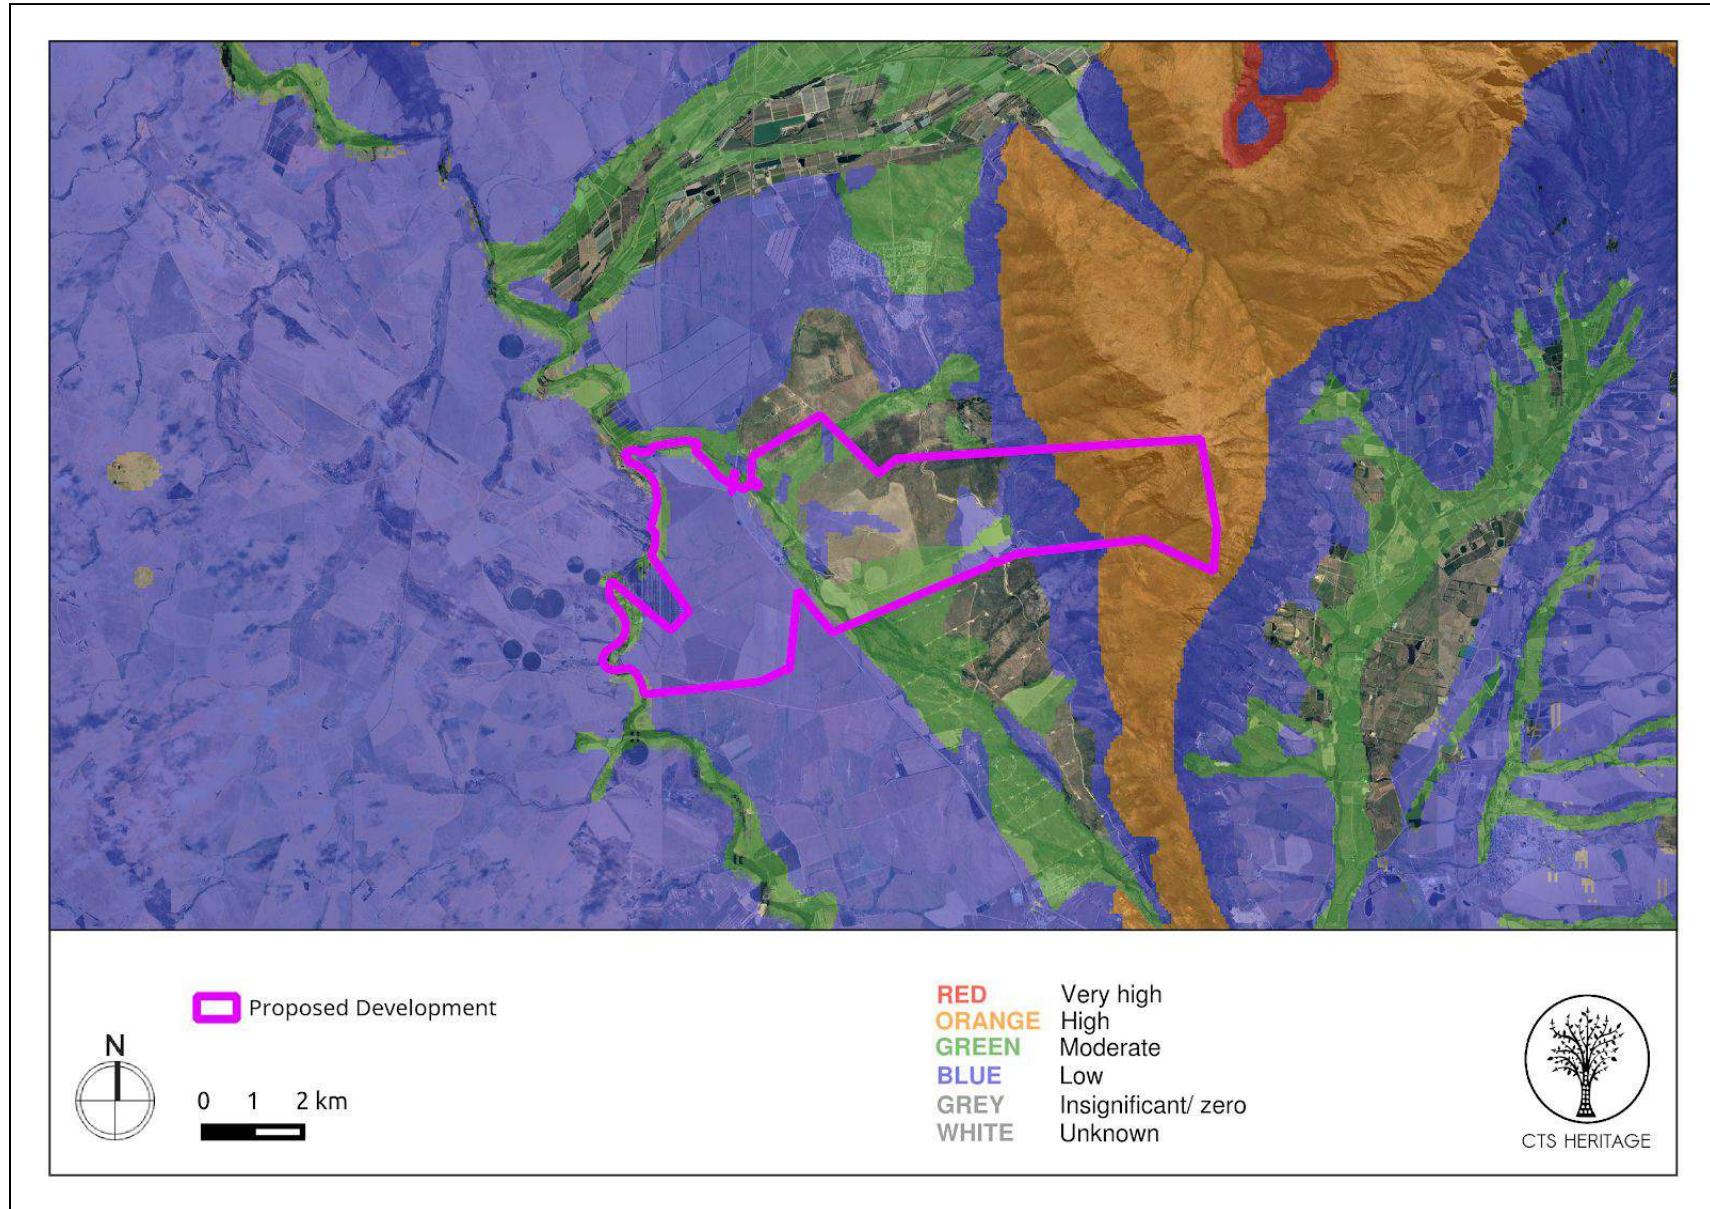 Proposed Development
N
0 1 2 km
RED Very high
ORANGE High
GREEN Moderate
BLUE Low
GREY Insignificant/ zero
WHITE Unknown
CTS HERITAGE